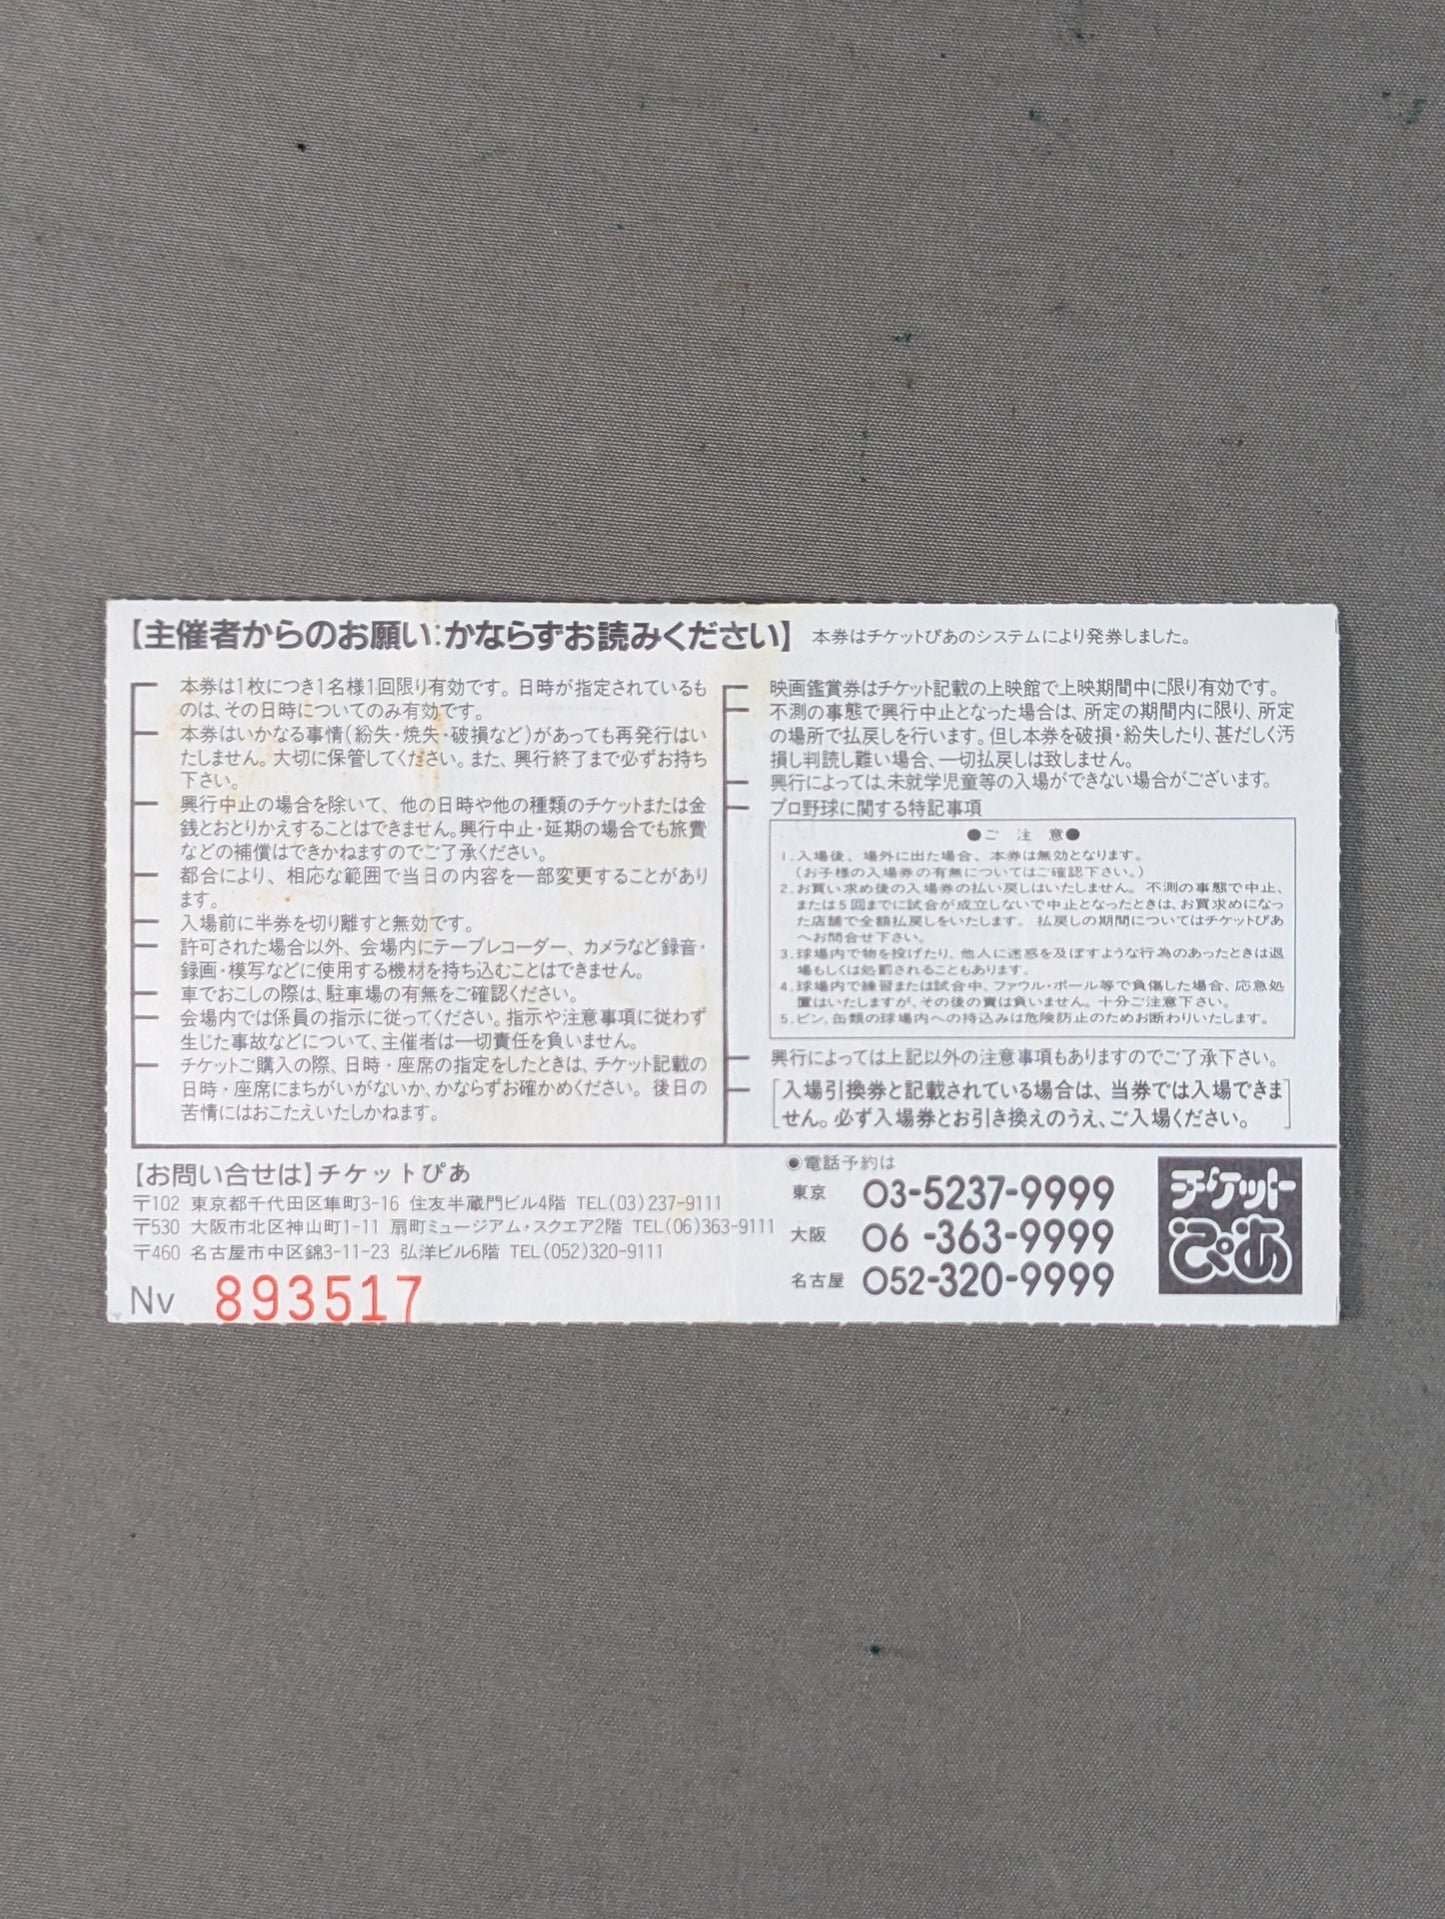 【主催者からのお願い:かならずお読みください】 本券はチケットぴあのシステムにより発券しました。
本券は1枚につき1名様1回限り有効です。日時が指定されているも
のは、その日時についてのみ有効です。
本券はいかなる事情(紛失・焼失・破損など)があっても再発行はい
たしません。大切に保管してください。また、興行終了まで必ずお持ち
下さい。
興行中止の場合を除いて、他の日時や他の種類のチケットまたは金
銭とおとりかえすることはできません。興行中止・延期の場合でも旅費
などの補償はできかねますのでご了承ください。
都合により、相応な範囲で当日の内容を一部変更することがあり
ます。
入場前に半券を切り離すと無効です。
許可された場合以外、会場内にテープレコーダー、カメラなど録音・
録画・模写などに使用する機材を持ち込むことはできません。
車でおこしの際は、駐車場の有無をご確認ください。
会場内では係員の指示に従ってください。指示や注意事項に従わず
生じた事故などについて、主催者は一切責任を負いません。
チケットご購入の際、日時・座席の指定をしたときは、チケット記載の
日時・座席にまちがいがないか、かならずお確かめください。後日の
苦情にはおこたえいたしかねます。
映画鑑賞券はチケット記載の上映館で上映期間中に限り有効です。
不測の事態で興行中止となった場合は、所定の期間内に限り、所定
の場所で払戻しを行います。但し本券を破損・紛失したり、甚だしく汚
損し判読し難い場合、一切払戻しは致しません。
興行によっては、未就学児童等の入場ができない場合がございます。
プロ野球に関する特記事項
●ご 注 意●
1.入場後、場外に出た場合、本券は無効となります。
(お子様の入場券の有無についてはご確認下さい。)
2.お買い求め後の入場券の払い戻しはいたしません。不測の事態で中止、
または5回までに試合が成立しないで中止となったときは、お買求めになっ
た店舗で全額払戻しをいたします。払戻しの期間についてはチケットぴあ
へお問合せ下さい。
3.球場内で物を投げたり、他人に迷惑を及ぼすような行為のあったときは退
場もしくは処罰されることもあります。
4.球場内で練習または試合中、ファウル・ボール等で負傷した場合、応急処
置はいたしますが、その後の責は負いません。十分ご注意下さい。
5.ビン、缶類の球場内への持込みは危険防止のためお断わりいたします。
興行によっては上記以外の注意事項もありますのでご了承下さい。
[入場引換券と記載されている場合は、当券では入場できま
せん。必ず入場券とお引き換えのうえ、ご入場ください。]
【お問い合せは】チケットぴあ
〒102 東京都千代田区隼町3-16 住友半蔵門ビル4階 TEL(03)237-9111
〒530 大阪市北区神山町1-11 扇町ミュージアム・スクエア2階 TEL(06)363-9111
〒460 名古屋市中区錦3-11-23 弘洋ビル6階 TEL(052)320-9111
Nv 893517
●電話予約は
東京 03-5237-9999
大阪 06-363-9999
名古屋 052-320-9999
チケット
ぴあ